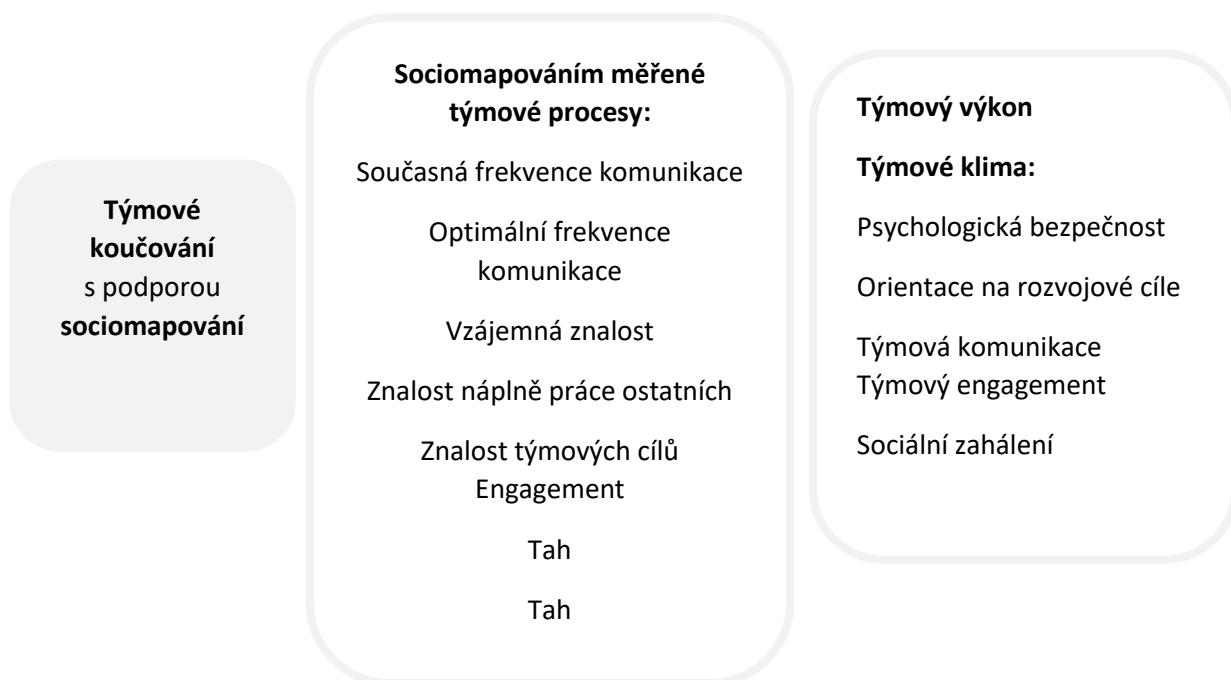 Týmové
koučování
s podporou
sociomapování
Sociomapováním měřené
týmové procesy:
Současná frekvence komunikace
Optimální frekvence
komunikace
Vzájemná znalost
Znalost náplně práce ostatních
Znalost týmových cílů
Engagement
Tah
Tah
Týmový výkon
Týmové klima:
Psychologická bezpečnost
Orientace na rozvojové cíle
Týmová komunikace
Týmový engagement
Sociální zahálení